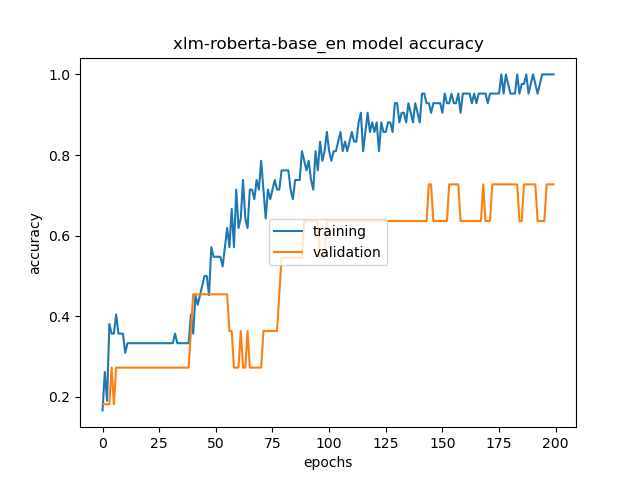 xlm-roberta-base_en model accuracy
accuracy
1.0
0.8
0.6
0.4
0.2
training
validation
0 25 50 75 100 125 150 175 200
epochs